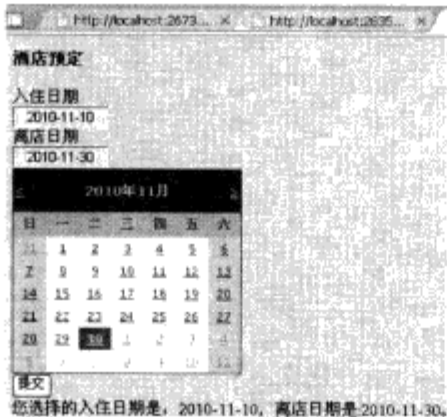 http://localhost:2673... × http://localhost:2635... ×
酒店预定
入住日期
2010-11-10
离店日期
2010-11-30
< 2010年11月 >
日 一 二 三 四 五 六
31 1 2 3 4 5 6
7 8 9 10 11 12 13
14 15 16 17 18 19 20
21 22 23 24 25 26 27
28 29 30 1 2 3 4
5 9 10 11
提交
您选择的入住日期是，2010-11-10，离店日期是:2010-11-30。